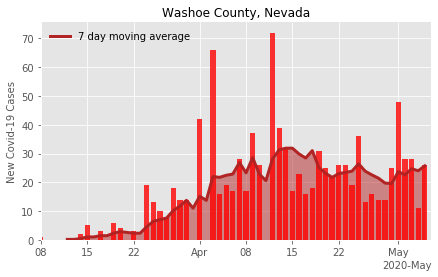 Washoe County, Nevada
7 day moving average
New Covid-19 Cases
70
60
50
40
30
20
10
0
08 15 22 Apr 08 15 22 May
2020-May